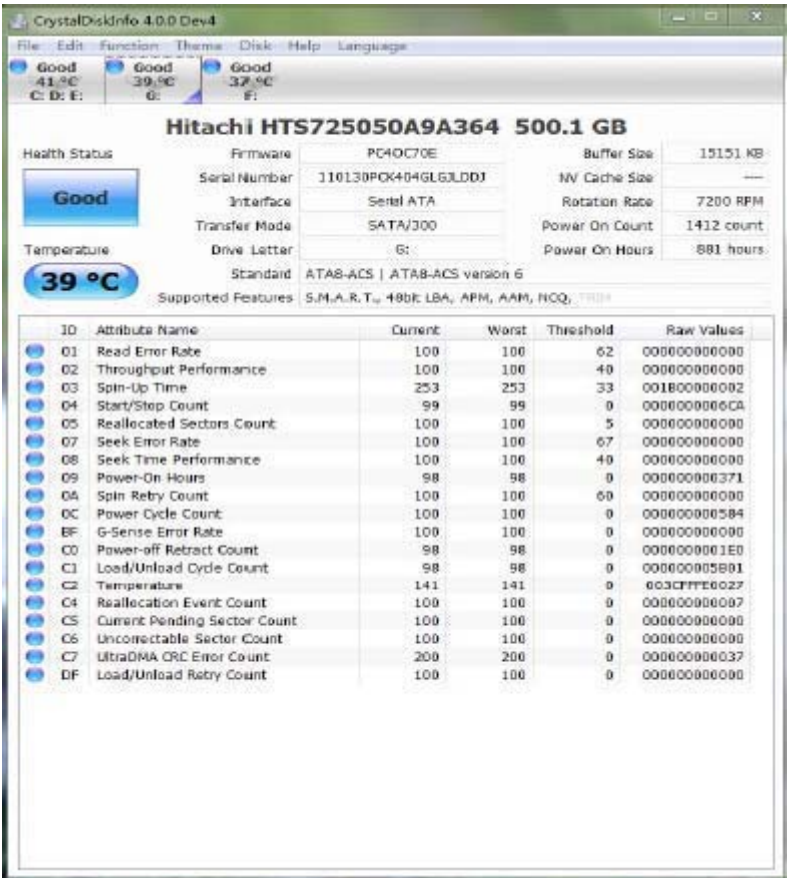 CrystalDiskInfo 4.0.0 Dev4
File Edit Function Theme Disk Help Language
Good Good Good
41 °C 39 °C 37 °C
C: D: E: G: F:
Hitachi HTS725050A9A364 500.1 GB
Health Status Firmware PC4OC70E Buffer Size 15151 KB
Good Serial Number NV Cache Size ----
Interface Serial ATA Rotation Rate 7200 RPM
Transfer Mode SATA/300 Power On Count 1412 count
Temperature Drive Letter G: Power On Hours 881 hours
39 °C Standard ATA8-ACS | ATA8-ACS version 6
Supported Features S.M.A.R.T., 48bit LBA, APM, AAM, NCQ, TRIM
ID Attribute Name Current Worst Threshold Raw Values
01 Read Error Rate 100 100 62 000000000000
02 Throughput Performance 100 100 40 000000000000
03 Spin-Up Time 253 253 33 001B00000002
04 Start/Stop Count 99 99 0 0000000006CA
05 Reallocated Sectors Count 100 100 5 000000000000
07 Seek Error Rate 100 100 67 000000000000
08 Seek Time Performance 100 100 40 000000000000
09 Power-On Hours 98 98 0 000000000371
0A Spin Retry Count 100 100 60 000000000000
0C Power Cycle Count 100 100 0 000000000584
BF G-Sense Error Rate 100 100 0 000000000000
C0 Power-off Retract Count 98 98 0 0000000001E0
C1 Load/Unload Cycle Count 98 98 0 000000005B01
C2 Temperature 141 141 0 003CFFFE0027
C4 Reallocation Event Count 100 100 0 000000000007
C5 Current Pending Sector Count 100 100 0 000000000000
C6 Uncorrectable Sector Count 100 100 0 000000000000
C7 UltraDMA CRC Error Count 200 200 0 000000000037
DF Load/Unload Retry Count 100 100 0 000000000000